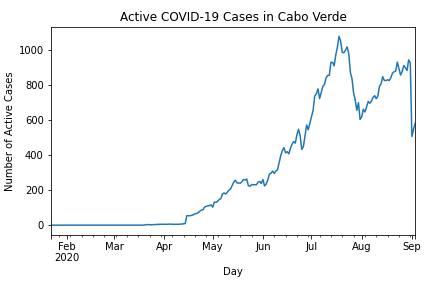 Active COVID-19 Cases in Cabo Verde
Number of Active Cases
1000
800
600
400
200
0
Feb Mar Apr May Jun Jul Aug Sep
2020
Day